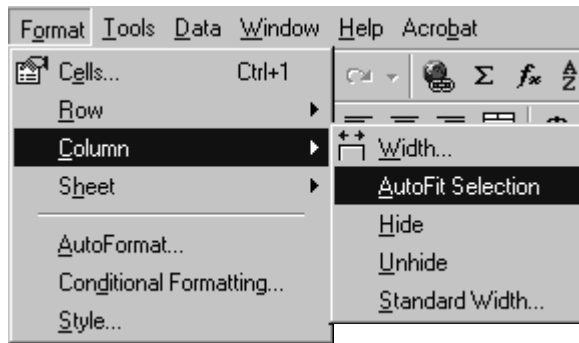 Format Tools Data Window Help Acrobat
Cells... Ctrl+1
Σ fx A Z
Row
Column
Width...
Sheet
AutoFit Selection
Hide
AutoFormat...
Unhide
Conditional Formatting...
Standard Width...
Style...